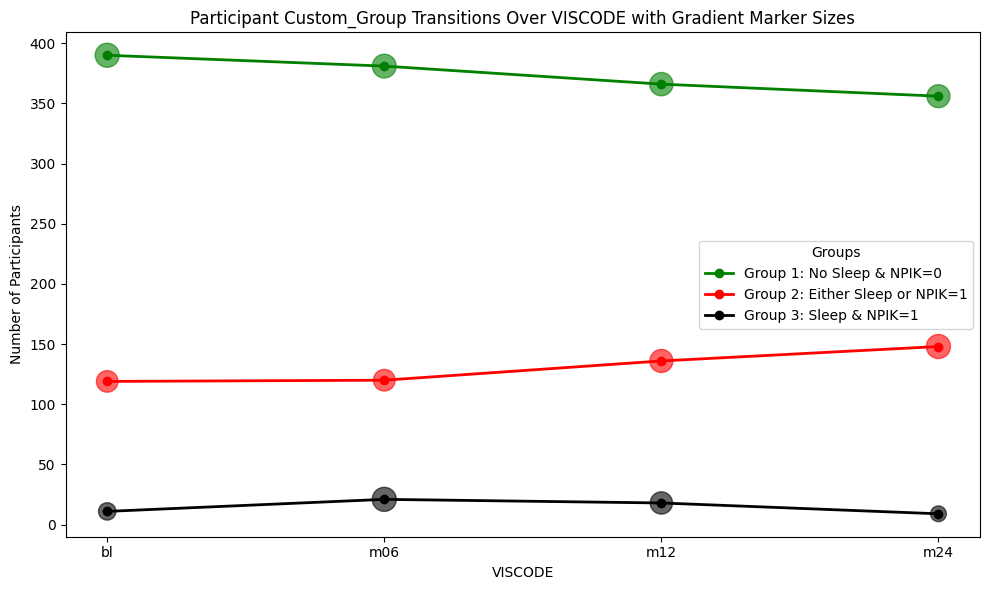 Participant Custom_Group Transitions Over VISCODE with Gradient Marker Sizes
Number of Participants
400
350
300
250
200
150
100
50
0
Groups
Group 1: No Sleep & NPIK=0
Group 2: Either Sleep or NPIK=1
Group 3: Sleep & NPIK=1
bl
m06
m12
m24
VISCODE